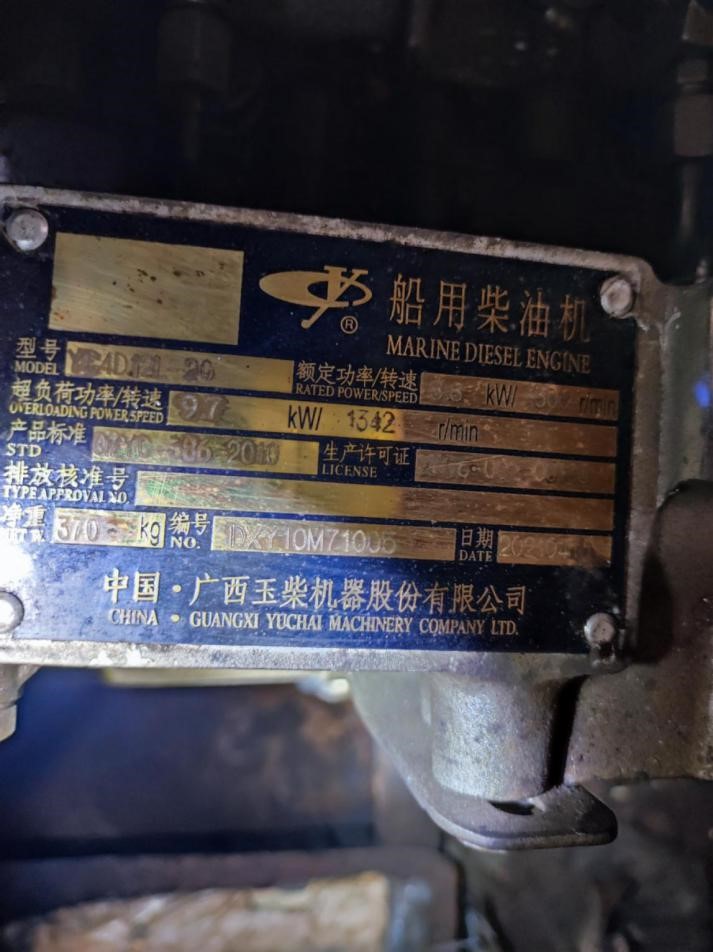 船用柴油机
MARINE DIESEL ENGINE
型号
MODEL
额定功率/转速 kW/ r/min
RATED POWER/SPEED
超负荷功率/转速 97 kW/ 1342 r/min
OVERLOADING POWER,SPEED
产品标准
STD
生产许可证
LICENSE
排放核准号
TYPE APPROVAL NO.
净重 370 kg
编号 DXY10M71005
NO.
日期
DATE
中国·广西玉柴机器股份有限公司
CHINA · GUANGXI YUCHAI MACHINERY COMPANY LTD.